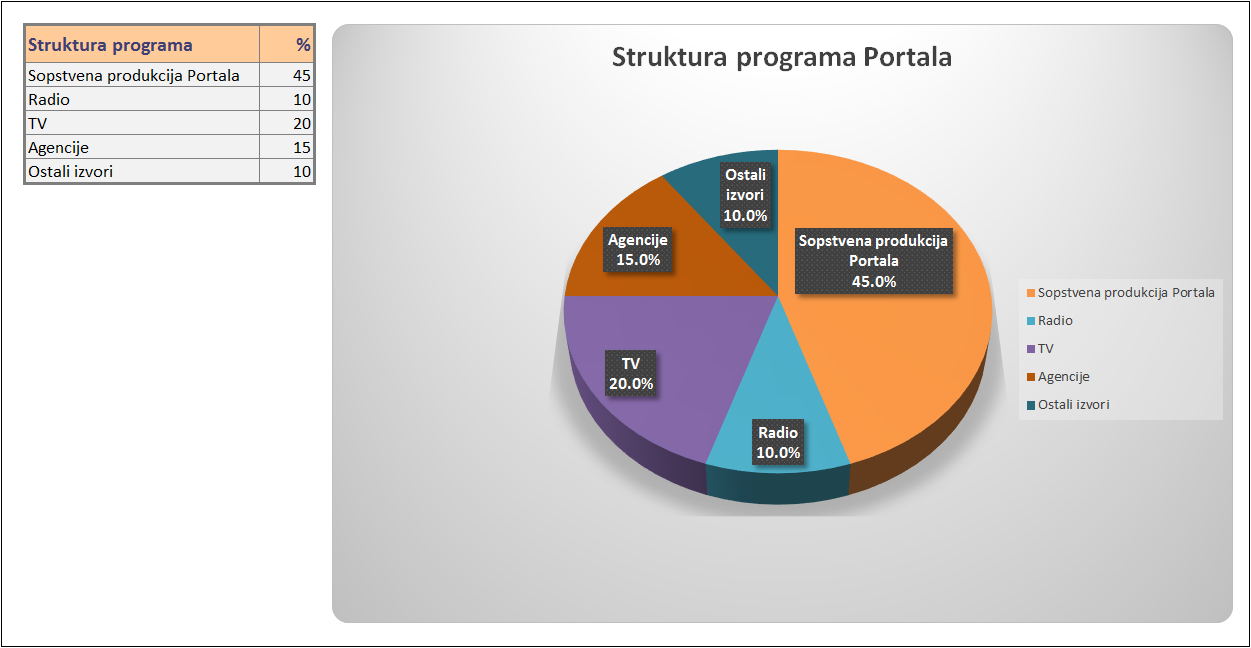 Struktura programa %
Sopstvena produkcija Portala 45
Radio 10
TV 20
Agencije 15
Ostali izvori 10
Struktura programa Portala
Ostali
izvori
10.0%
Agencije
15.0%
Sopstvena produkcija
Portala
45.0%
TV
20.0%
Radio
10.0%
Sopstvena produkcija Portala
Radio
TV
Agencije
Ostali izvori